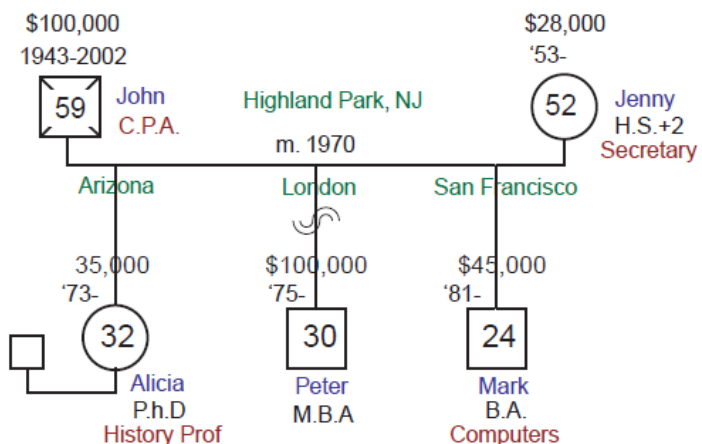 $100,000
1943-2002
59
John
C.P.A.
Highland Park, NJ
m. 1970
$28,000
‘53-
52
Jenny
H.S.+2
Secretary
Arizona
London
San Francisco
35,000
‘73-
32
Alicia
P.h.D
History Prof
$100,000
‘75-
30
Peter
M.B.A
$45,000
‘81-
24
Mark
B.A.
Computers